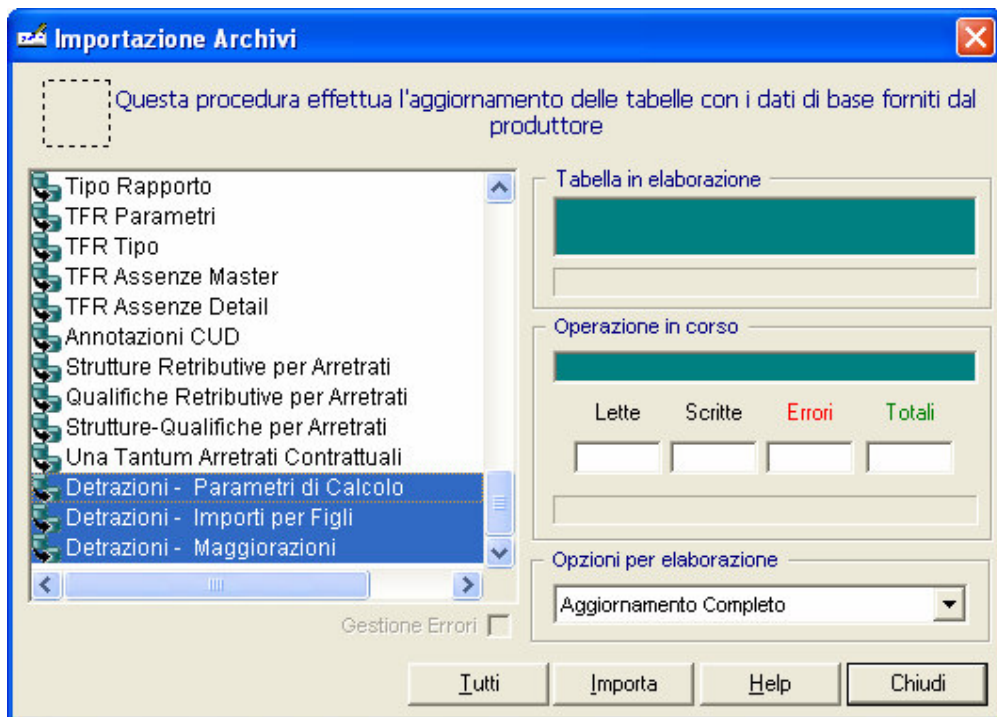 Importazione Archivi
Questa procedura effettua l'aggiornamento delle tabelle con i dati di base forniti dal
produttore
Tipo Rapporto
TFR Parametri
TFR Tipo
TFR Assenze Master
TFR Assenze Detail
Annotazioni CUD
Strutture Retributive per Arretrati
Qualifiche Retributive per Arretrati
Strutture-Qualifiche per Arretrati
Una Tantum Arretrati Contrattuali
Detrazioni - Parametri di Calcolo
Detrazioni - Importi per Figli
Detrazioni - Maggiorazioni
Gestione Errori
Tabella in elaborazione
Operazione in corso
Lette Scritte Errori Totali
Opzioni per elaborazione
Aggiornamento Completo
Tutti Importa Help Chiudi